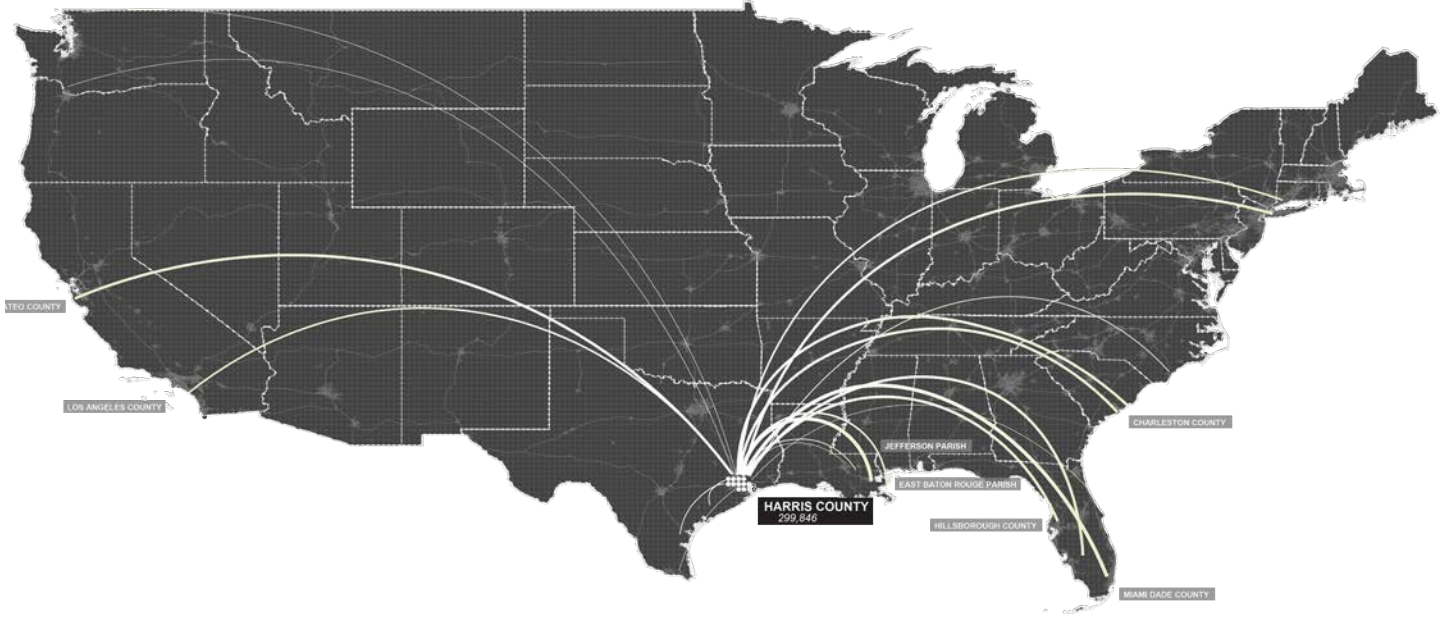 ATEO COUNTY
LOS ANGELES COUNTY
CHARLESTON COUNTY
JEFFERSON PARISH
EAST BATON ROUGE PARISH
HARRIS COUNTY
299,846
HILLSBOROUGH COUNTY
MIAMI DADE COUNTY